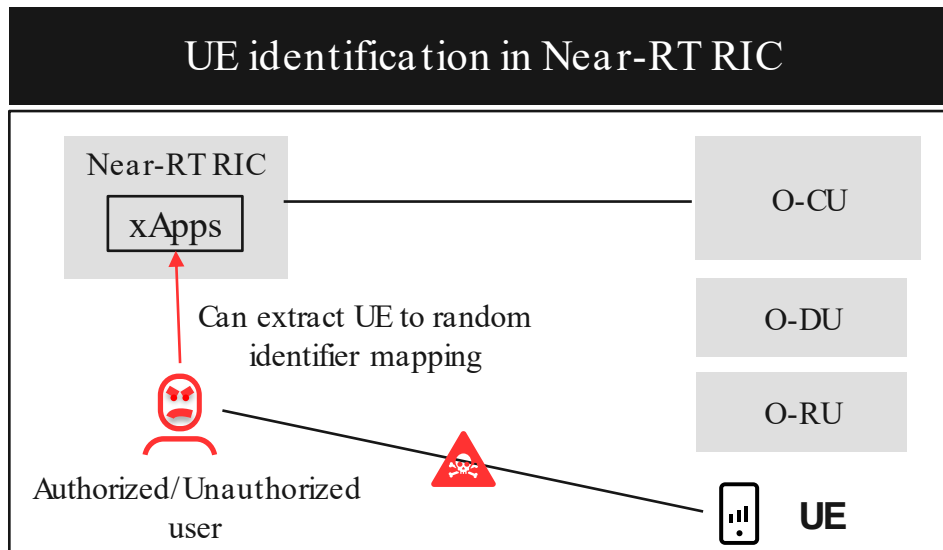 UE identification in Near-RT RIC
Near-RT RIC
xApps
O-CU
Can extract UE to random
identifier mapping
O-DU
O-RU
Authorized/Unauthorized
user
UE